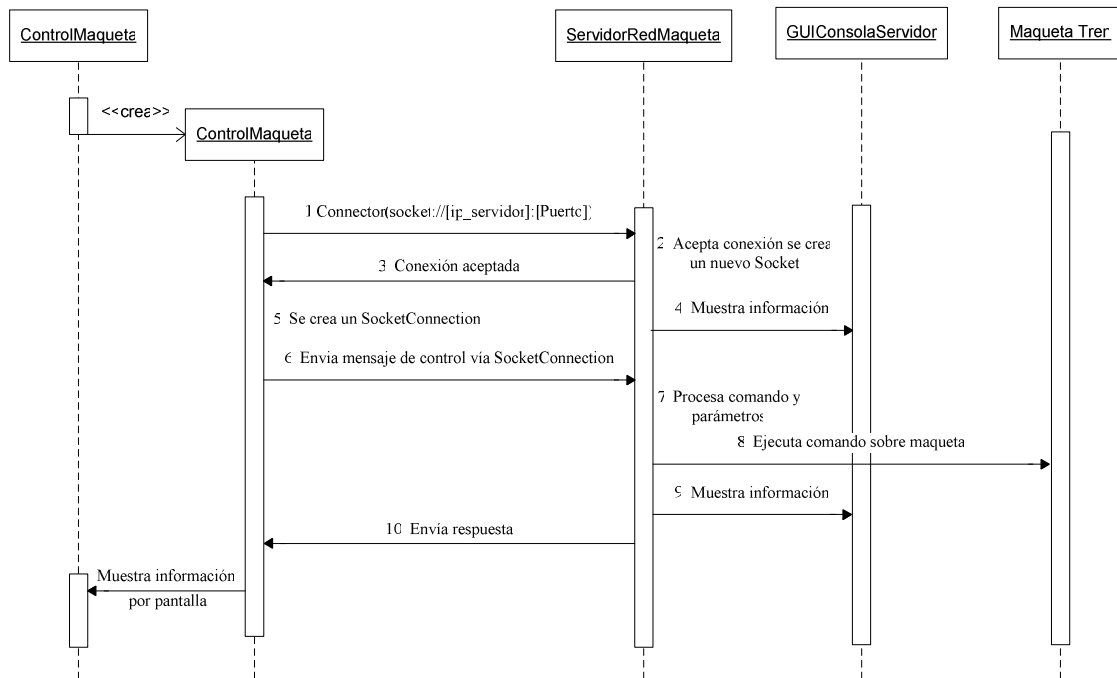 ControlMaqueta
ServidorRedMaqueta
GUIConsolaServidor
Maqueta Tren
<<crea>>
ControlMaqueta
1 Connector(socket://[ip_servidor]:[Puerto])
2 Acepta conexión se crea
un nuevo Socket
3 Conexión aceptada
4 Muestra información
5 Se crea un SocketConnection
6 Envia mensaje de control vía SocketConnection
7 Procesa comando y
parámetros
8 Ejecuta comando sobre maqueta
9 Muestra información
10 Envía respuesta
Muestra información
por pantalla